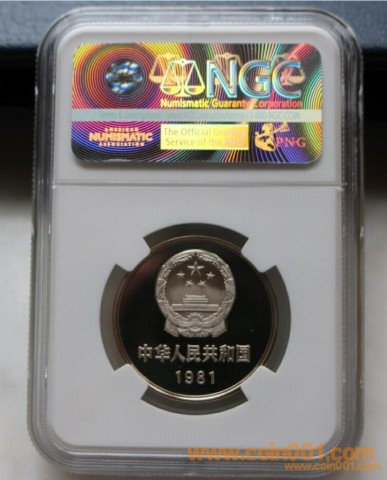 NGC
Numismatic Guaranty Corporation
AMERICAN
NUMISMATIC
ASSOCIATION
The Official Grading
Service of the
PNG
中华人民共和国
1981
www.coin001.com
www.coin001.com